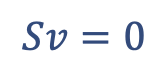 Sv = 0